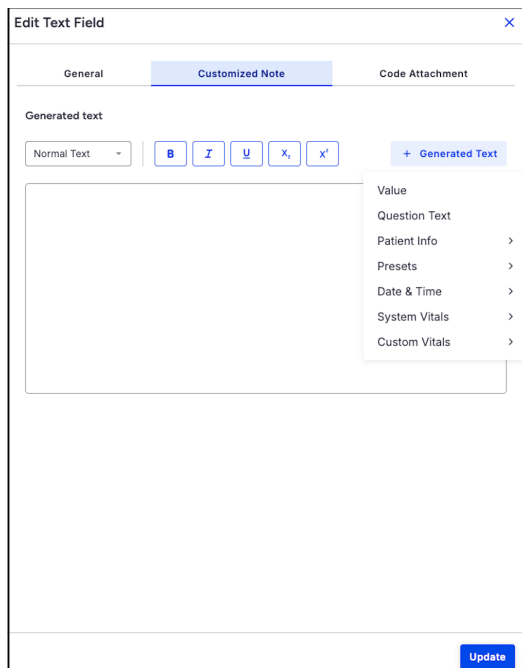 Edit Text Field
General
Customized Note
Code Attachment
Generated text
Normal Text
B
I
U
X₂
X²
+ Generated Text
Value
Question Text
Patient Info
Presets
Date & Time
System Vitals
Custom Vitals
Update